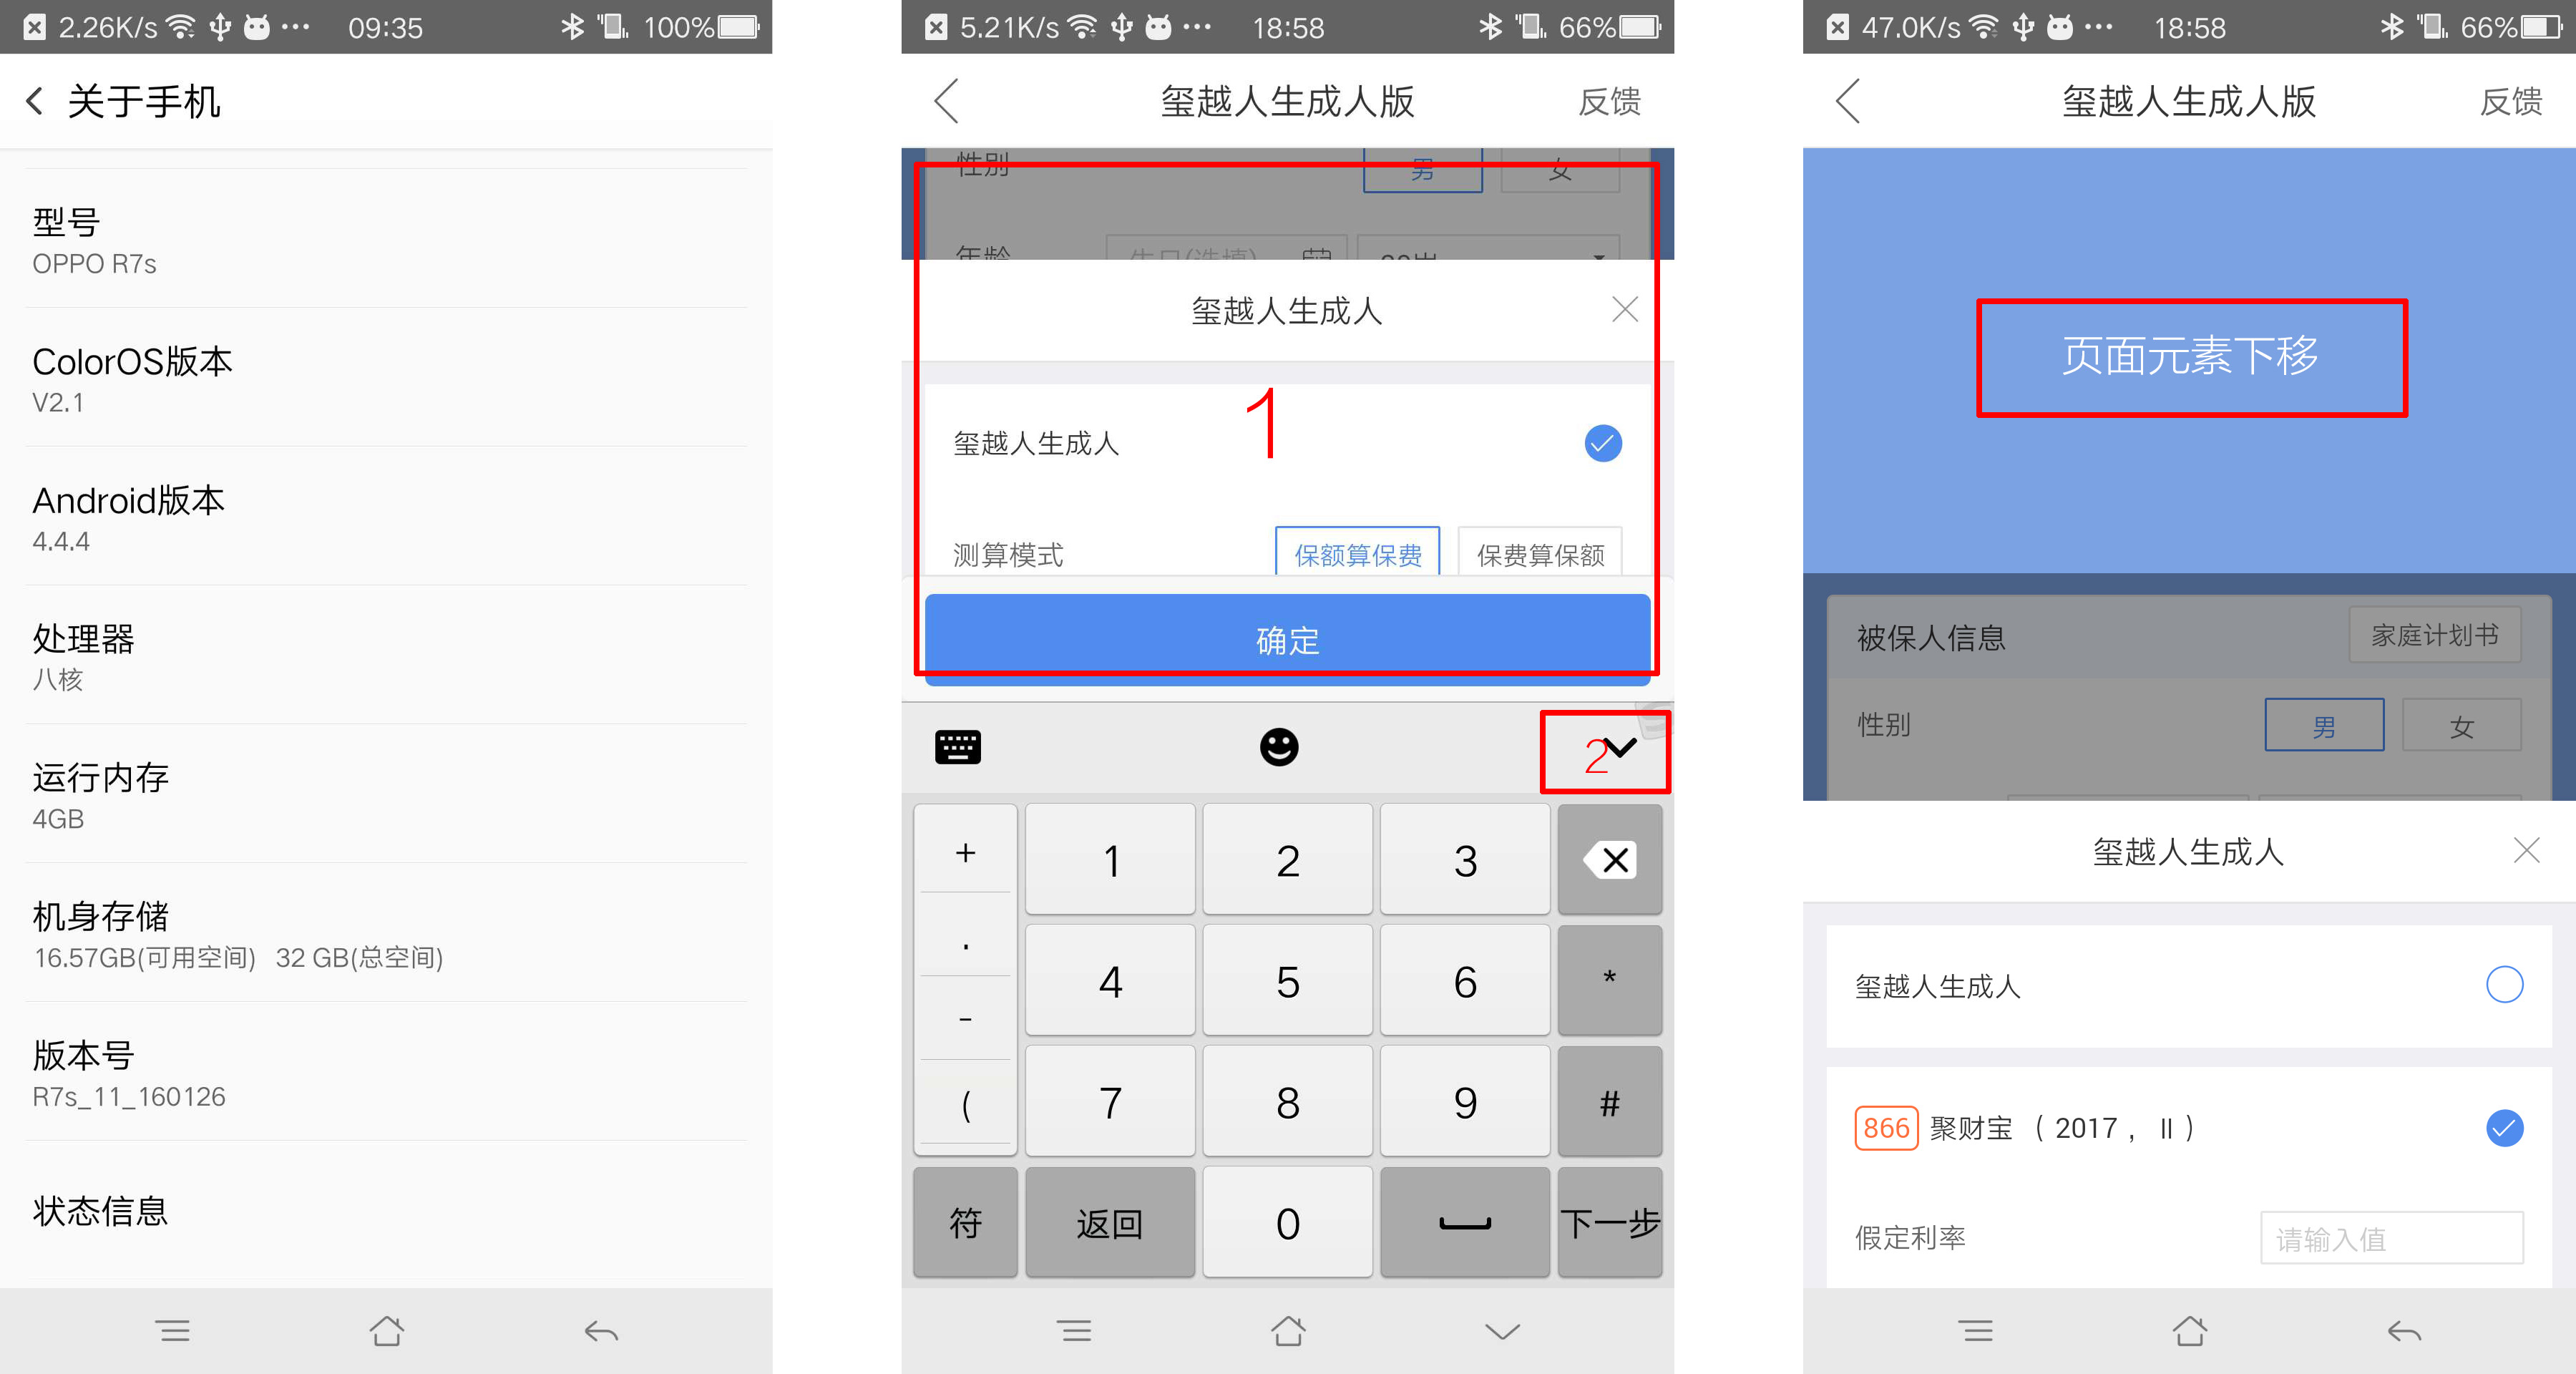 2.26K/s
09:35
100%
关于手机
型号
OPPO R7s
ColorOS版本
V2.1
Android版本
4.4.4
处理器
八核
运行内存
4GB
机身存储
16.57GB(可用空间) 32 GB(总空间)
版本号
R7s_11_160126
状态信息
5.21K/s
18:58
66%
玺越人生成人版
反馈
性别
男
女
年龄
生日(选填)
玺越人生成人
1
玺越人生成人
测算模式
保额算保费
保费算保额
确定
2
+
1
2
3
.
4
5
6
*
-
7
8
9
#
(
符
返回
0
下一步
47.0K/s
18:58
66%
玺越人生成人版
反馈
页面元素下移
被保人信息
家庭计划书
性别
男
女
玺越人生成人
玺越人生成人
866 聚财宝（2017，II）
假定利率
请输入值